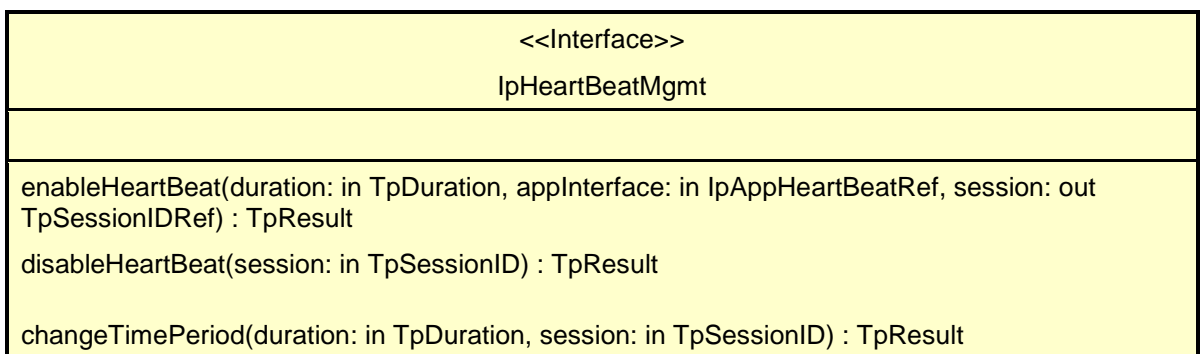 <<Interface>>
IpHeartBeatMgmt
enableHeartBeat(duration: in TpDuration, appInterface: in IpAppHeartBeatRef, session: out
TpSessionIDRef) : TpResult
disableHeartBeat(session: in TpSessionID) : TpResult
changeTimePeriod(duration: in TpDuration, session: in TpSessionID) : TpResult